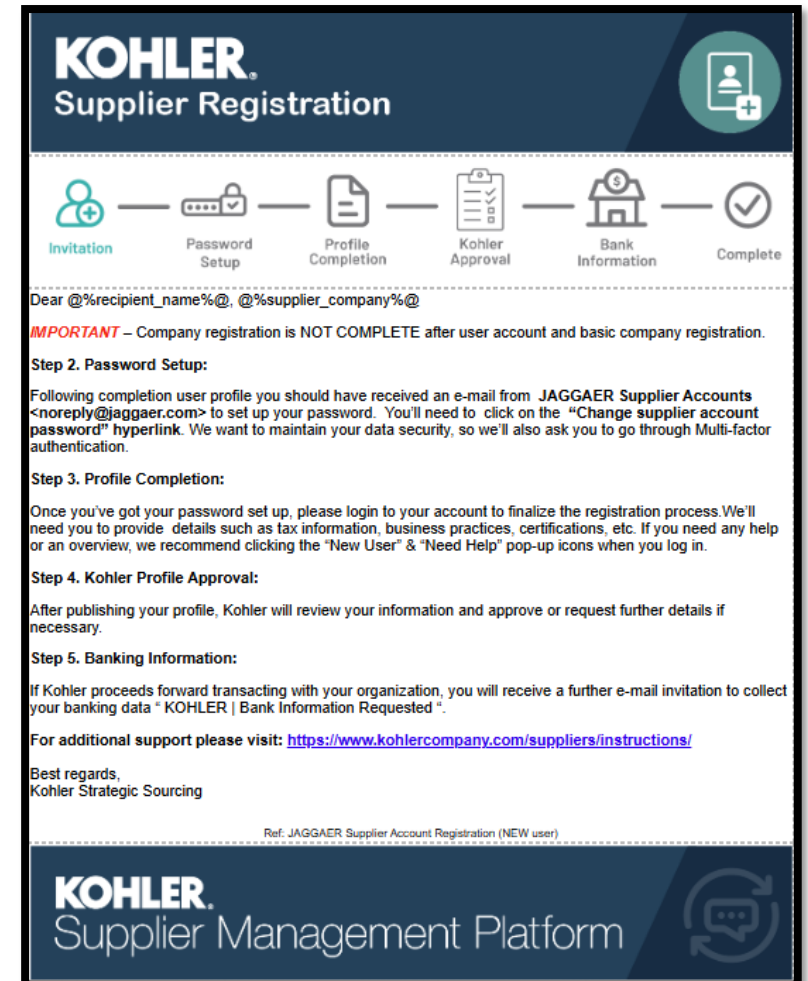 KOHLER.
Supplier Registration
Invitation
Password
Setup
Profile
Completion
Kohler
Approval
Bank
Information
Complete
Dear @%recipient_name%@, @%supplier_company%@
IMPORTANT – Company registration is NOT COMPLETE after user account and basic company registration.
Step 2. Password Setup:
Following completion user profile you should have received an e-mail from  JAGGAER Supplier Accounts
<noreply@jaggaer.com> to set up your password.  You’ll need to  click on the  “Change supplier account
password” hyperlink. We want to maintain your data security, so we’ll also ask you to go through Multi-factor
authentication.
Step 3. Profile Completion:
Once you’ve got your password set up, please login to your account to finalize the registration process.We’ll
need you to provide  details such as tax information, business practices, certifications, etc. If you need any help
or an overview, we recommend clicking the “New User” & “Need Help” pop-up icons when you log in.
Step 4. Kohler Profile Approval:
After publishing your profile, Kohler will review your information and approve or request further details if
necessary.
Step 5. Banking Information:
If Kohler proceeds forward transacting with your organization, you will receive a further e-mail invitation to collect
your banking data “ KOHLER | Bank Information Requested “.
For additional support please visit: https://www.kohlercompany.com/suppliers/instructions/
Best regards,
Kohler Strategic Sourcing
Ref: JAGGAER Supplier Account Registration (NEW user)
KOHLER.
Supplier Management Platform